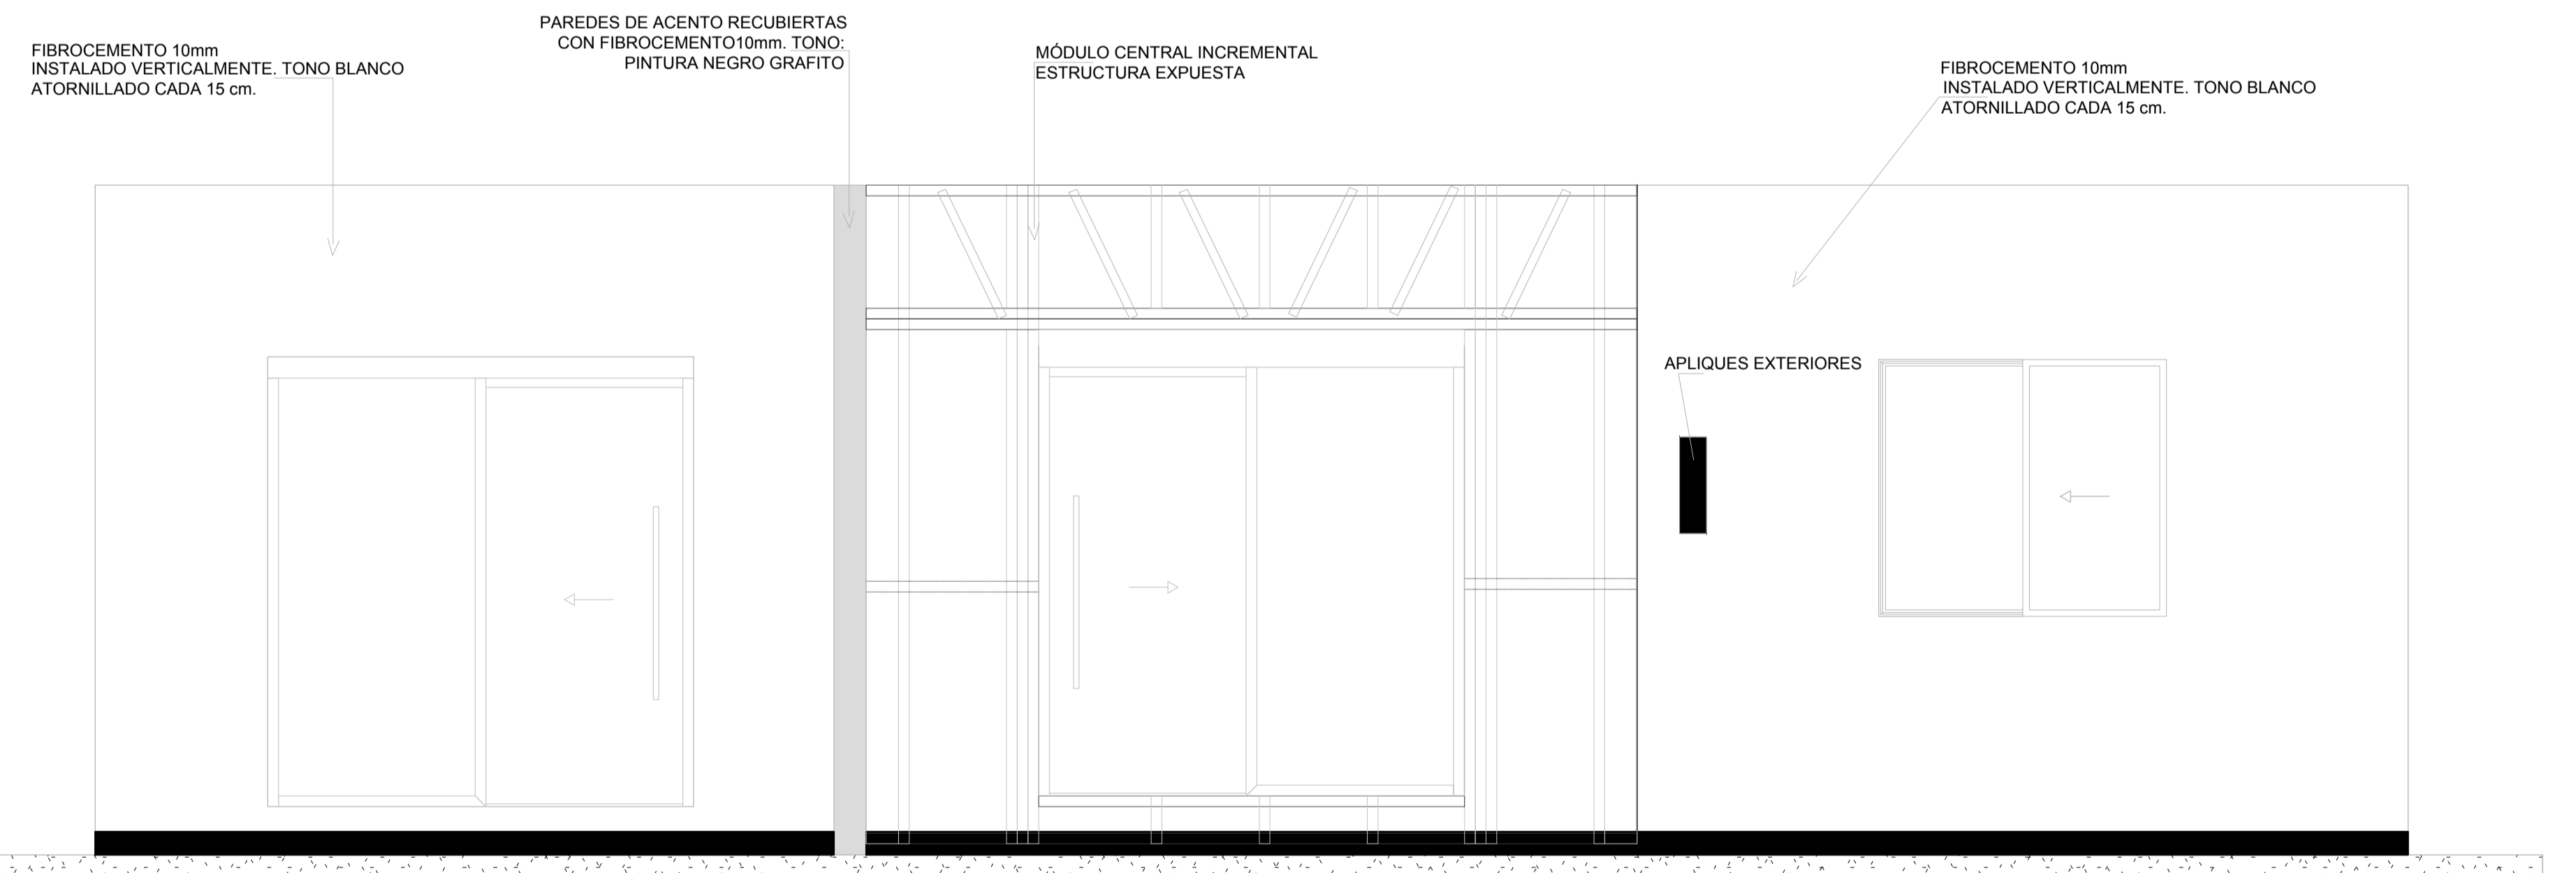 FIBROCEMENTO 10mm
INSTALADO VERTICALMENTE. TONO BLANCO
ATORNILLADO CADA 15 cm.
PAREDES DE ACENTO RECUBIERTAS
CON FIBROCEMENTO10mm. TONO:
PINTURA NEGRO GRAFITO
MÓDULO CENTRAL INCREMENTAL
ESTRUCTURA EXPUESTA
FIBROCEMENTO 10mm
INSTALADO VERTICALMENTE. TONO BLANCO
ATORNILLADO CADA 15 cm.
APLIQUES EXTERIORES